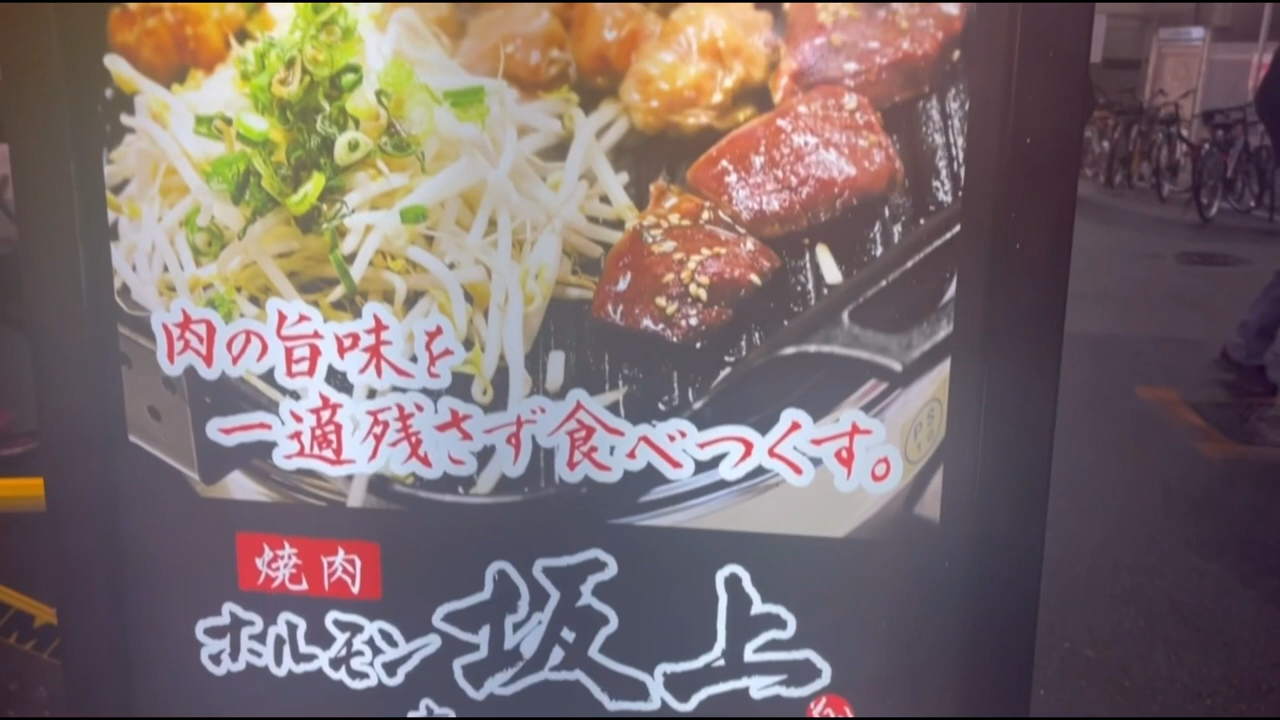 肉の旨味を
一適残さず食べつくす。
焼肉
ホルモン坂上